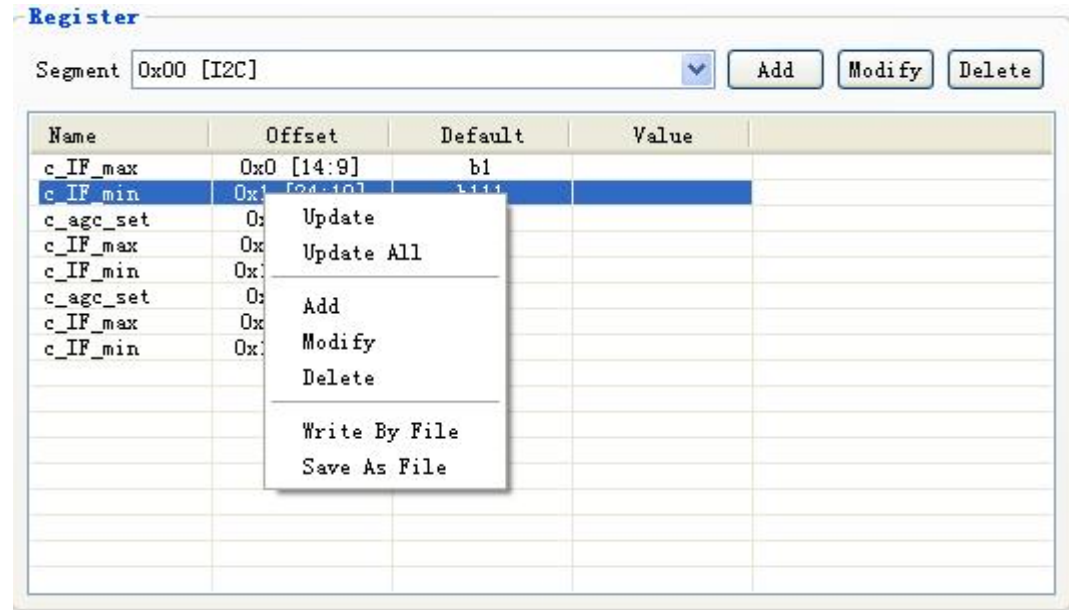 Register
Segment 0x00 [I2C] Add Modify Delete
Name Offset Default Value
c_IF_max 0x0 [14:9] b1
c_IF_min
c_agc_set
c_IF_max
c_IF_min
c_agc_set
c_IF_max
c_IF_min
Update
Update All
Add
Modify
Delete
Write By File
Save As File